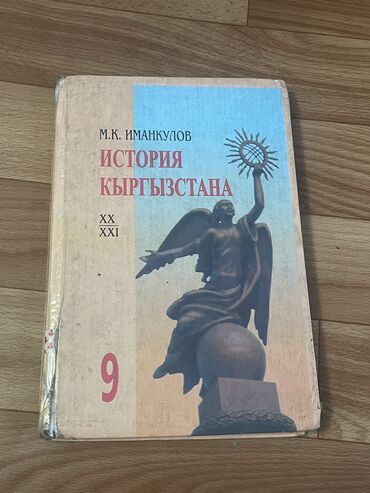 М.К. ИМАНКУЛОВ
ИСТОРИЯ
КЫРГЫЗСТАНА
XX
XXI
9